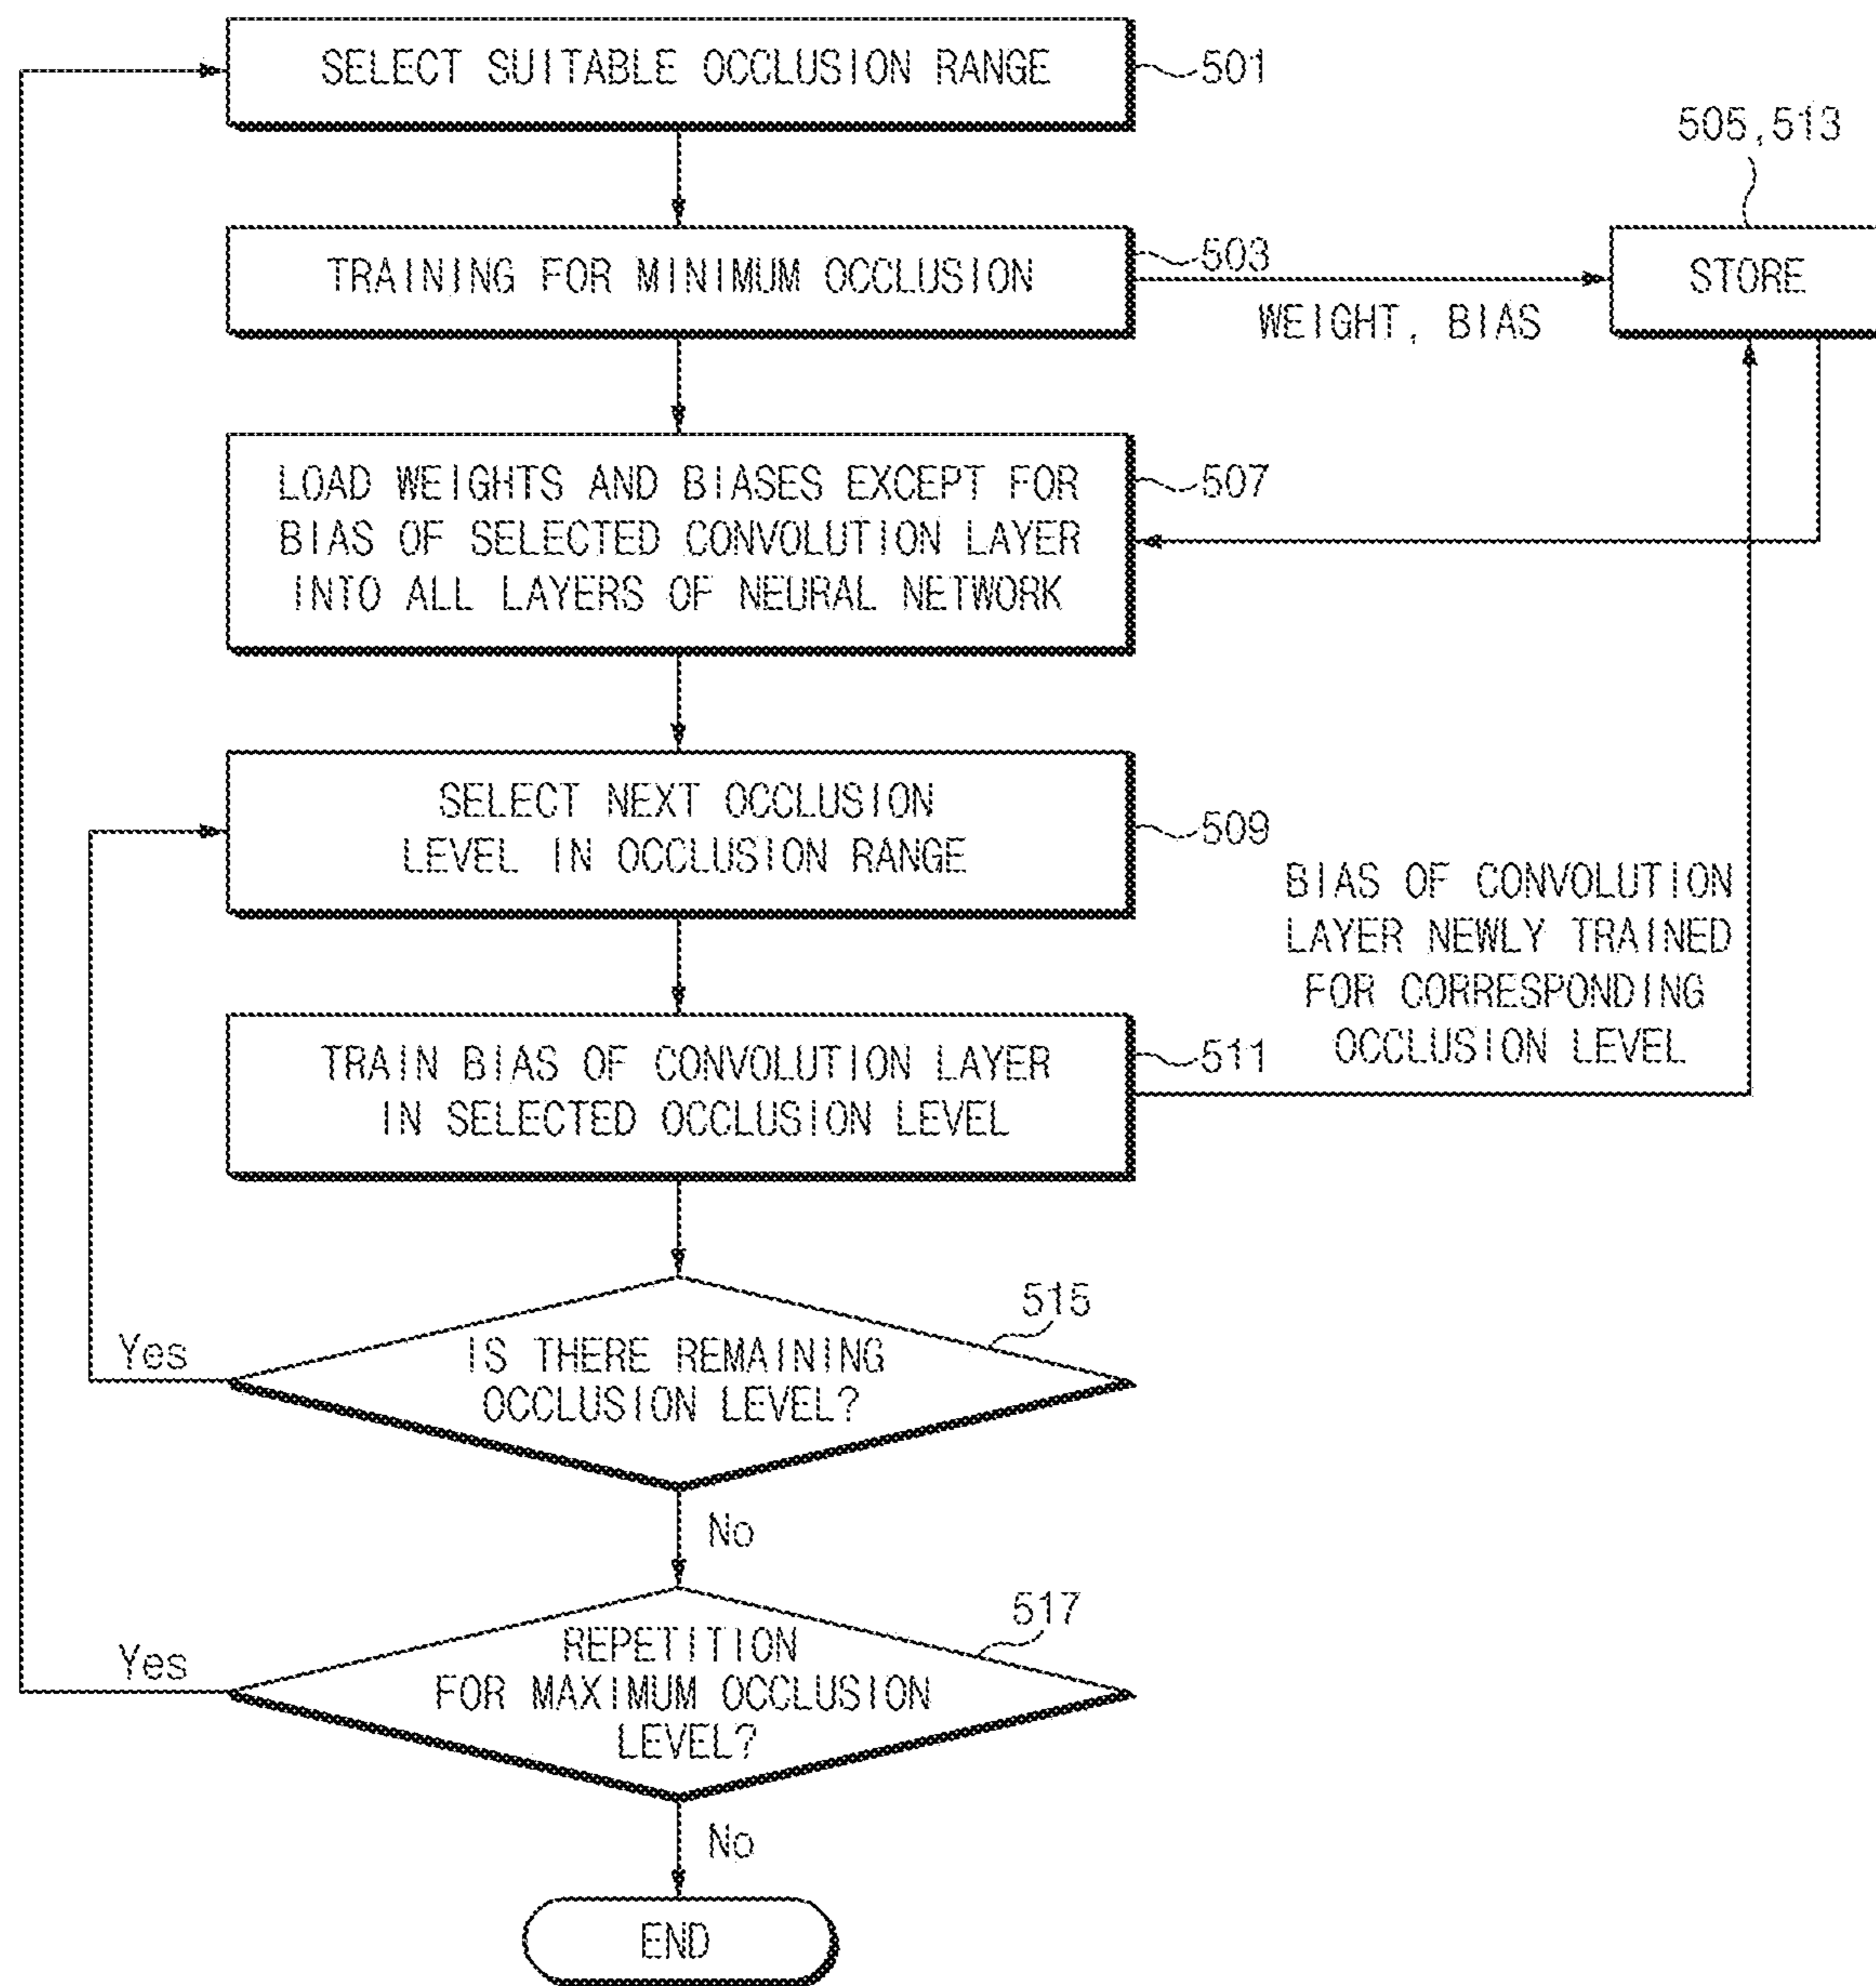 SELECT SUITABLE OCCLUSION RANGE
501
505,513
TRAINING FOR MINIMUM OCCLUSION
503
WEIGHT, BIAS
STORE
LOAD WEIGHTS AND BIASES EXCEPT FOR
BIAS OF SELECTED CONVOLUTION LAYER
INTO ALL LAYERS OF NEURAL NETWORK
507
SELECT NEXT OCCLUSION
LEVEL IN OCCLUSION RANGE
509
BIAS OF CONVOLUTION
LAYER NEWLY TRAINED
FOR CORRESPONDING
OCCLUSION LEVEL
TRAIN BIAS OF CONVOLUTION LAYER
IN SELECTED OCCLUSION LEVEL
511
515
Yes
IS THERE REMAINING
OCCLUSION LEVEL?
No
517
Yes
REPETITION
FOR MAXIMUM OCCLUSION
LEVEL?
No
END